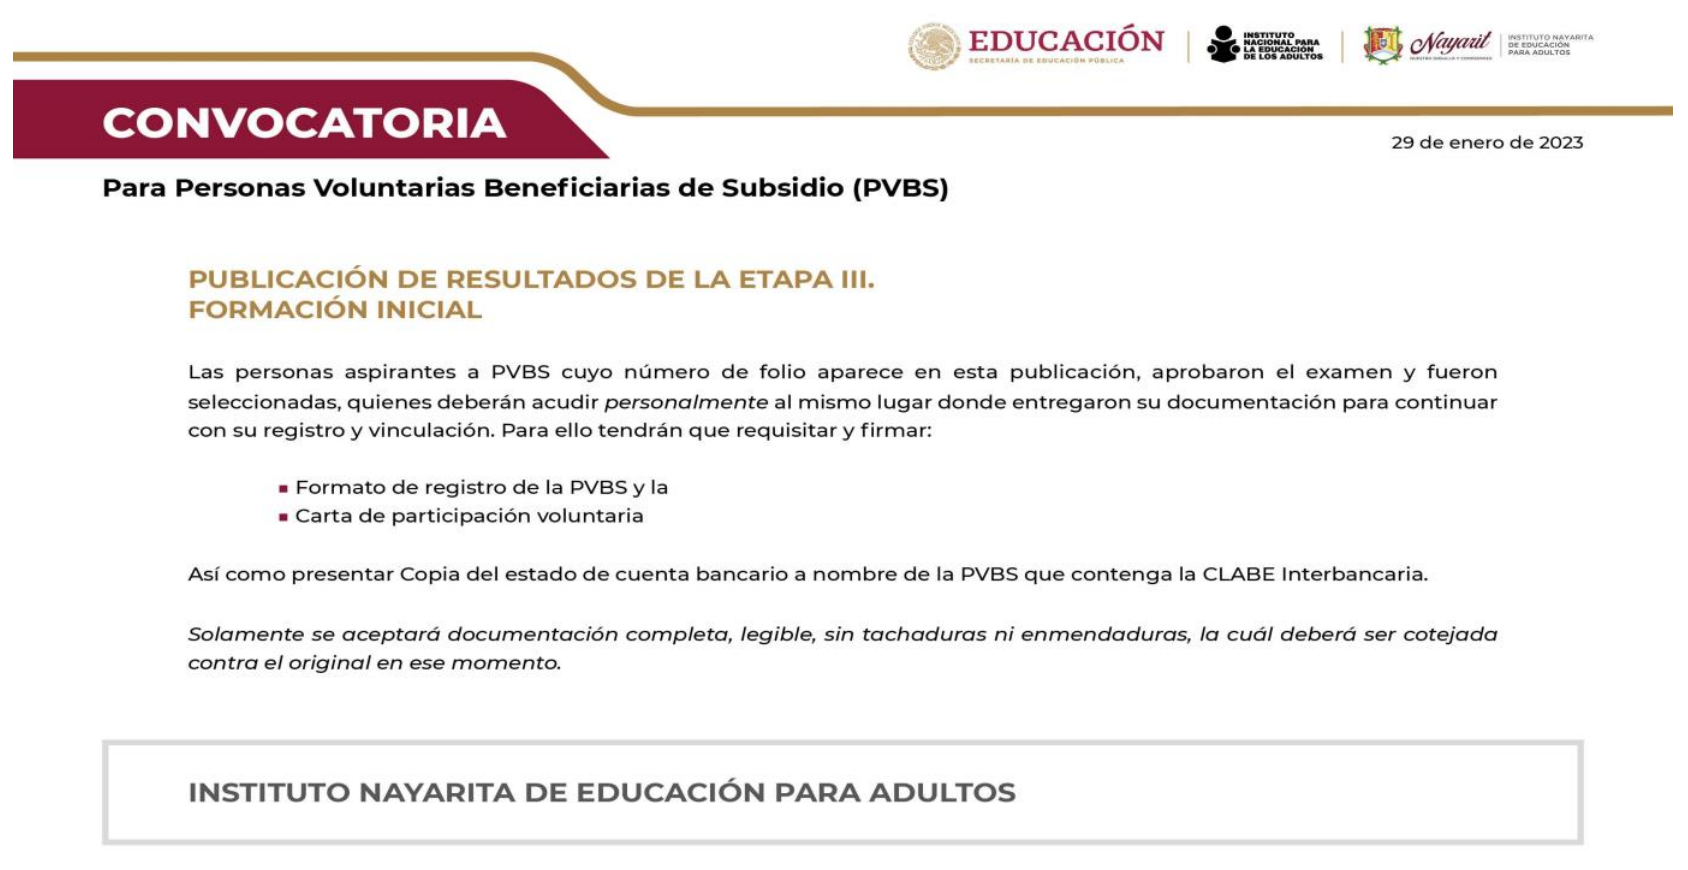 EDUCACIÓN
SECRETARÍA DE EDUCACIÓN PÚBLICA
INSTITUTO
NACIONAL PARA
LA EDUCACIÓN
DE LOS ADULTOS
Nayarit
INSTITUTO NAYARITA
DE EDUCACIÓN
PARA ADULTOS
CONVOCATORIA
29 de enero de 2023
Para Personas Voluntarias Beneficiarias de Subsidio (PVBS)
PUBLICACIÓN DE RESULTADOS DE LA ETAPA III.
FORMACIÓN INICIAL
Las personas aspirantes a PVBS cuyo número de folio aparece en esta publicación, aprobaron el examen y fueron
seleccionadas, quienes deberán acudir personalmente al mismo lugar donde entregaron su documentación para continuar
con su registro y vinculación. Para ello tendrán que requisitar y firmar:
▪ Formato de registro de la PVBS y la
▪ Carta de participación voluntaria
Así como presentar Copia del estado de cuenta bancario a nombre de la PVBS que contenga la CLABE Interbancaria.
Solamente se aceptará documentación completa, legible, sin tachaduras ni enmendaduras, la cuál deberá ser cotejada
contra el original en ese momento.
INSTITUTO NAYARITA DE EDUCACIÓN PARA ADULTOS